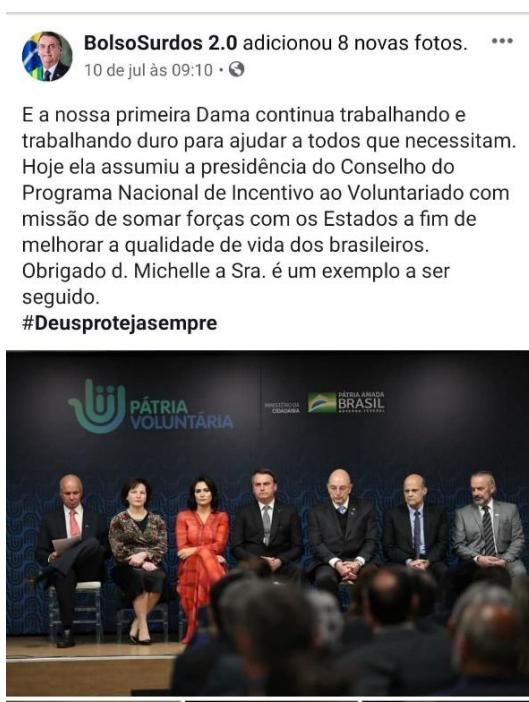 BolsoSurdos 2.0 adicionou 8 novas fotos.
10 de jul às 09:10 ·
E a nossa primeira Dama continua trabalhando e
trabalhando duro para ajudar a todos que necessitam.
Hoje ela assumiu a presidência do Conselho do
Programa Nacional de Incentivo ao Voluntariado com
missão de somar forças com os Estados a fim de
melhorar a qualidade de vida dos brasileiros.
Obrigado d. Michelle a Sra. é um exemplo a ser
seguido.
#Deusprotejasempre
PÁTRIA
VOLUNTÁRIA
MINISTÉRIO DA
CIDADANIA
PÁTRIA AMADA
BRASIL
GOVERNO FEDERAL